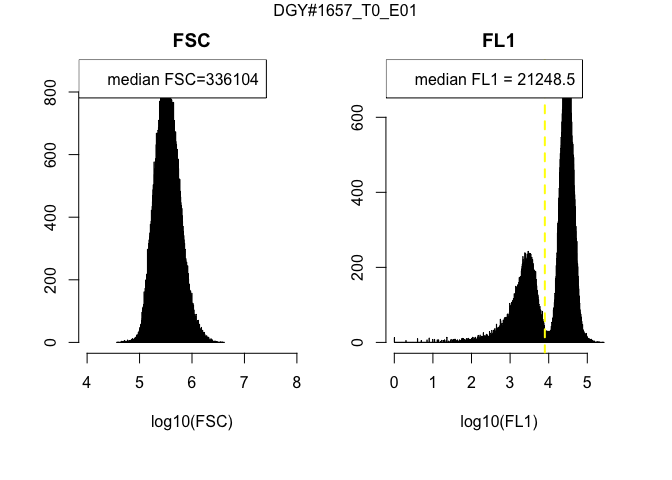 DGY#1657_T0_E01
FSC
median FSC=336104
0
200
400
600
800
4 5 6 7 8
log10(FSC)
FL1
median FL1 = 21248.5
0
200
400
600
0 1 2 3 4 5
log10(FL1)